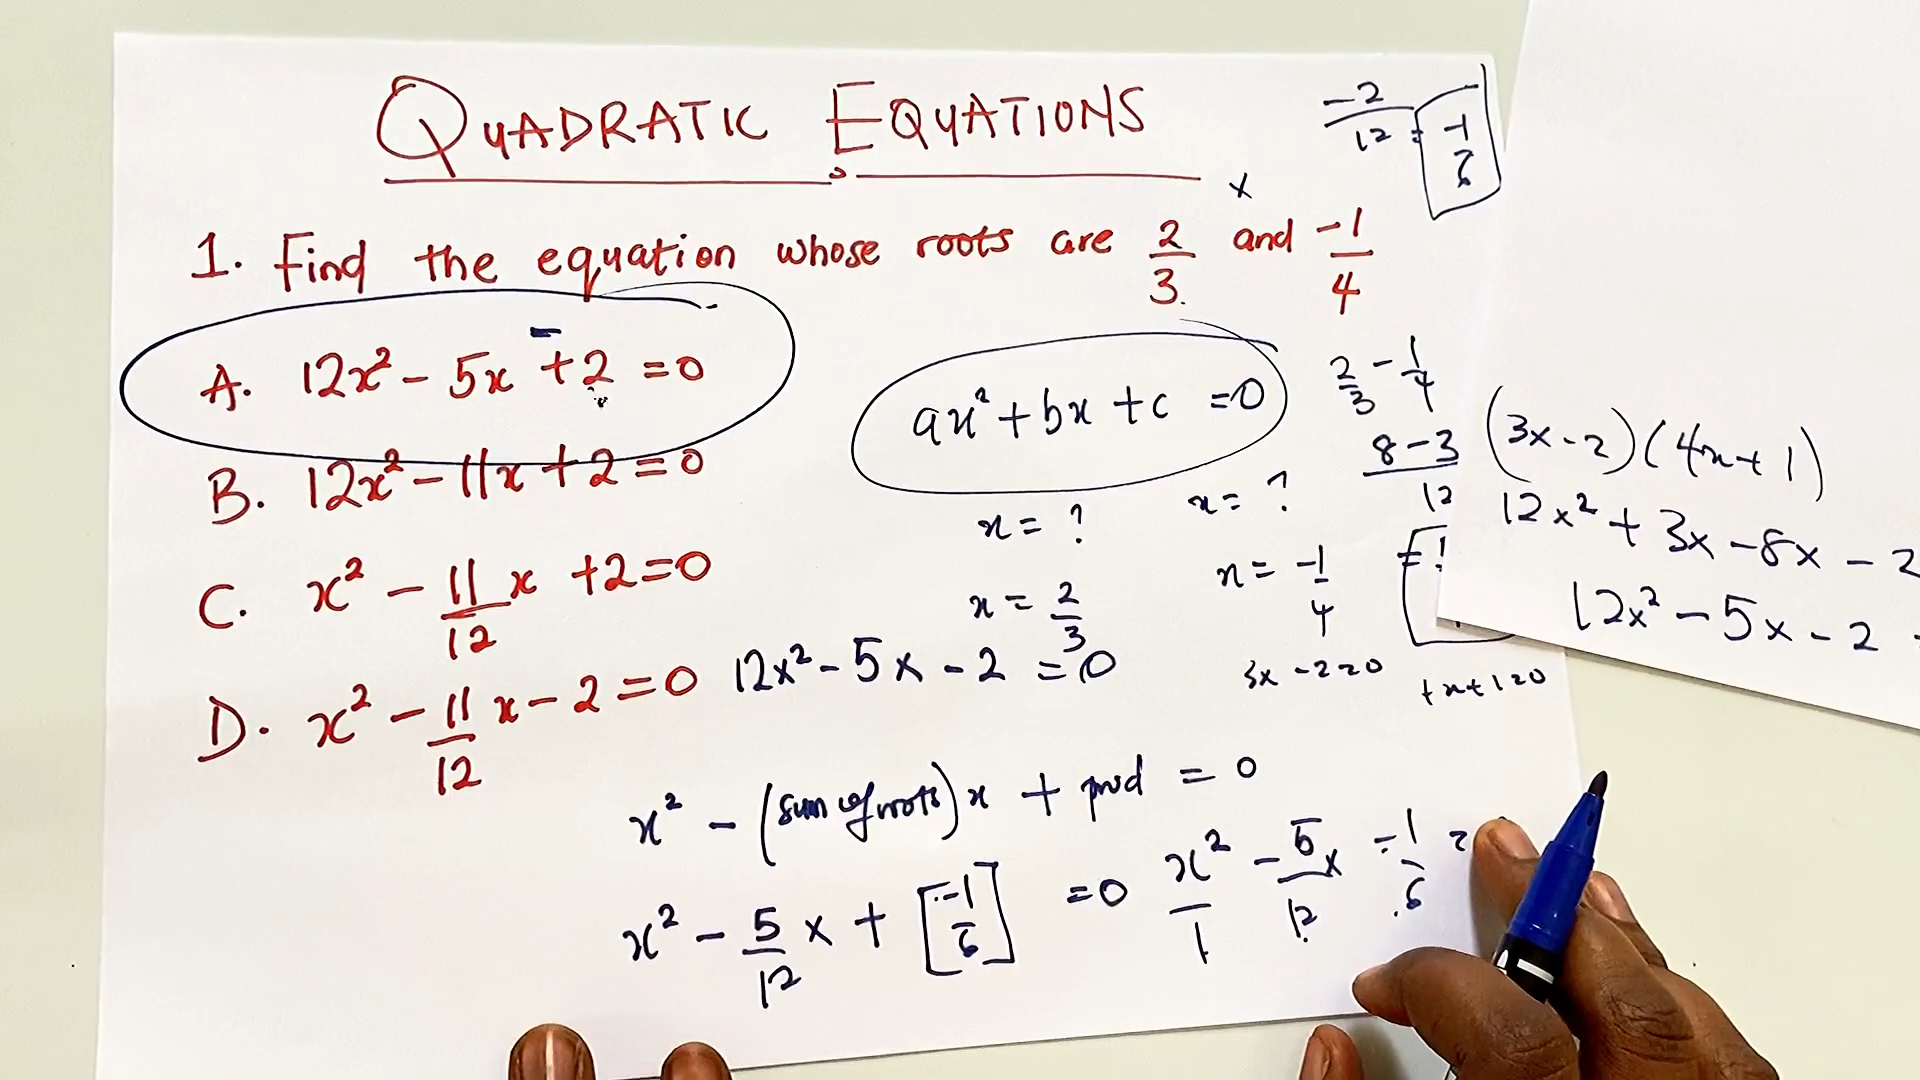 QUADRATIC EQUATIONS
-2/12 = -1/6
x
1. Find the equation whose roots are 2/3 and -1/4
A. 12x² - 5x +2 = 0
-
B. 12x² - 11x + 2 = 0
C. x² - 11/12 x + 2 = 0
D. x² - 11/12 x - 2 = 0
ax² + bx + c = 0
x = ?
x = ?
x = 2/3
x = -1/4
2/3 - 1/4
8 - 3/12
=
3x - 2 = 0
12x² - 5x - 2 = 0
x² - (sum of roots)x + prod = 0
x² - 5/12 x + [-1/6] = 0
x²/1 - 5/12 x - 1/6 =
(3x - 2)(4x + 1)
12x² + 3x - 8x - 2
12x² - 5x - 2